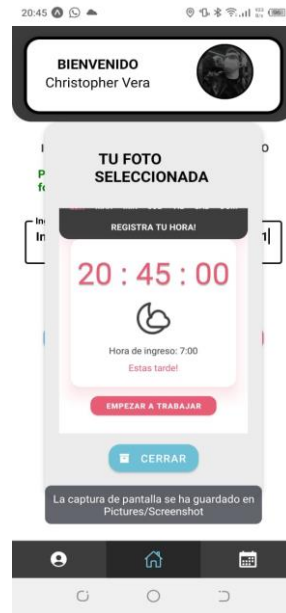 20:45
BIENVENIDO
Christopher Vera
TU FOTO
SELECCIONADA
REGISTRA TU HORA!
20 : 45 : 00
Hora de ingreso: 7:00
Estas tarde!
EMPEZAR A TRABAJAR
CERRAR
La captura de pantalla se ha guardado en
Pictures/Screenshot